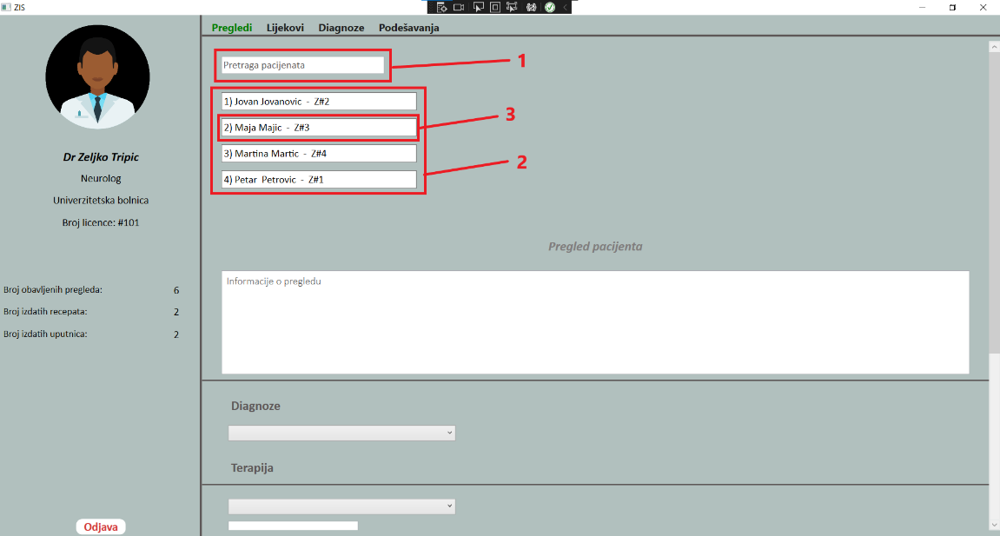 ZIS
Pregledi Lijekovi Diagnoze Podešavanja
Pretraga pacijenata
1
1) Jovan Jovanovic - Z#2
3
2) Maja Majic - Z#3
3) Martina Martic - Z#4
2
4) Petar Petrovic - Z#1
Dr Zeljko Tripic
Neurolog
Univerzitetska bolnica
Broj licence: #101
Broj obavljenih pregleda: 6
Broj izdatih recepata: 2
Broj izdatih uputnica: 2
Odjava
Pregled pacijenta
Informacije o pregledu
Diagnoze
Terapija